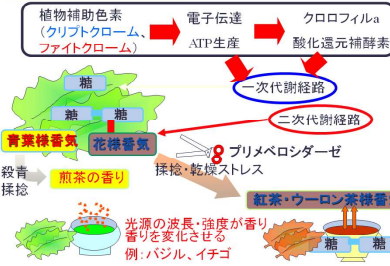 植物補助色素
(クリプトクローム、
ファイトクローム)
電子伝達
ATP生産
クロロフィルa
酸化還元補酵素
一次代謝経路
二次代謝経路
糖
糖
糖
青葉様香気
花様香気
プリメベロシダーゼ
殺青
揉捻
煎茶の香り
揉捻・乾燥ストレス
紅茶・ウーロン茶様香
光源の波長・強度が香り
香りを変化させる
例：バジル、イチゴ
糖
糖